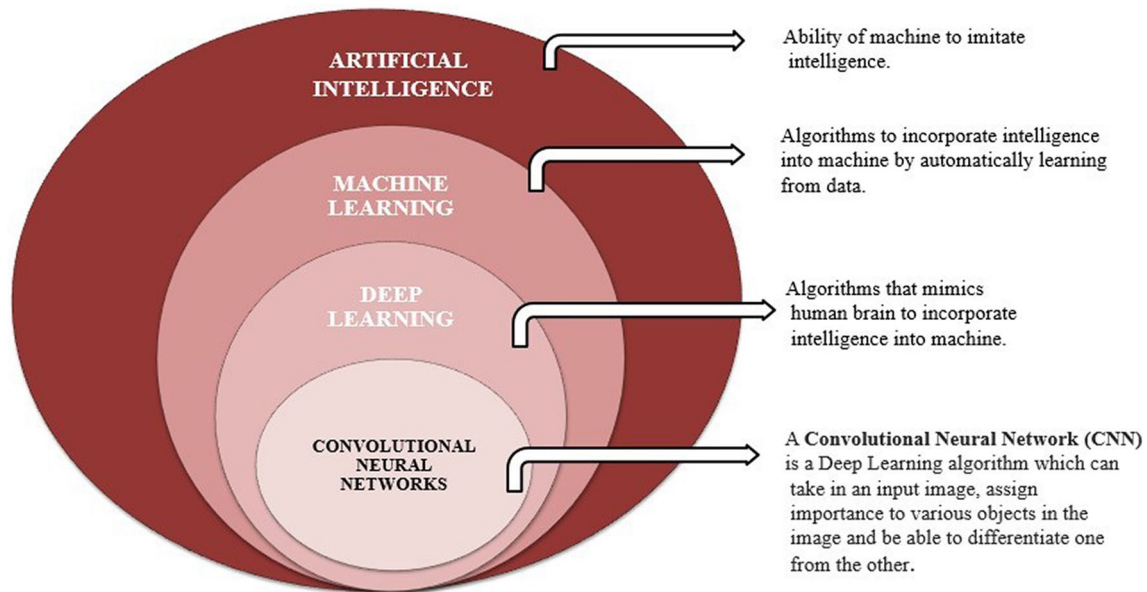 ARTIFICIAL
INTELLIGENCE
Ability of machine to imitate
intelligence.
MACHINE
LEARNING
Algorithms to incorporate intelligence
into machine by automatically learning
from data.
DEEP
LEARNING
Algorithms that mimics
human brain to incorporate
intelligence into machine.
CONVOLUTIONAL
NEURAL
NETWORKS
A Convolutional Neural Network (CNN)
is a Deep Learning algorithm which can
take in an input image, assign
importance to various objects in the
image and be able to differentiate one
from the other.